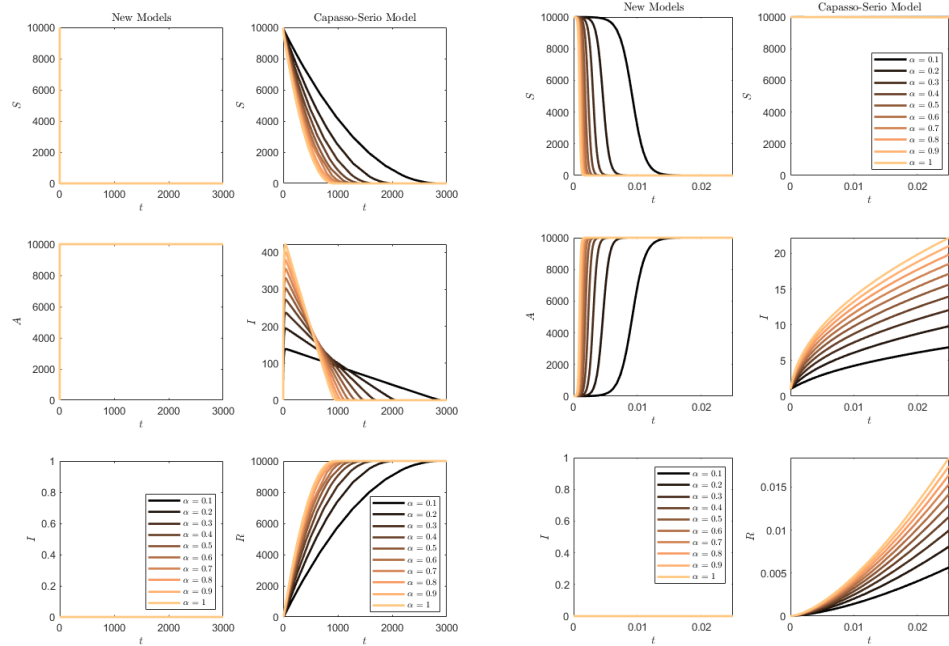 New Models
10000
8000
6000
4000
2000
0
S
0 1000 2000 3000
t
Capasso-Serio Model
10000
8000
6000
4000
2000
0
S
0 1000 2000 3000
t
New Models
10000
8000
6000
4000
2000
0
S
0 0.01 0.02
t
Capasso-Serio Model
10000
8000
6000
4000
2000
0
S
α = 0.1
α = 0.2
α = 0.3
α = 0.4
α = 0.5
α = 0.6
α = 0.7
α = 0.8
α = 0.9
α = 1
0 0.01 0.02
t
10000
8000
6000
4000
2000
0
A
0 1000 2000 3000
t
400
300
200
100
0
I
0 1000 2000 3000
t
10000
8000
6000
4000
2000
0
A
0 0.01 0.02
t
20
15
10
5
0
I
0 0.01 0.02
t
1
0.8
0.6
0.4
0.2
0
I
α = 0.1
α = 0.2
α = 0.3
α = 0.4
α = 0.5
α = 0.6
α = 0.7
α = 0.8
α = 0.9
α = 1
0 1000 2000 3000
t
10000
8000
6000
4000
2000
0
R
α = 0.1
α = 0.2
α = 0.3
α = 0.4
α = 0.5
α = 0.6
α = 0.7
α = 0.8
α = 0.9
α = 1
0 1000 2000 3000
t
1
0.8
0.6
0.4
0.2
0
I
α = 0.1
α = 0.2
α = 0.3
α = 0.4
α = 0.5
α = 0.6
α = 0.7
α = 0.8
α = 0.9
α = 1
0 0.01 0.02
t
0.015
0.01
0.005
0
R
0 0.01 0.02
t